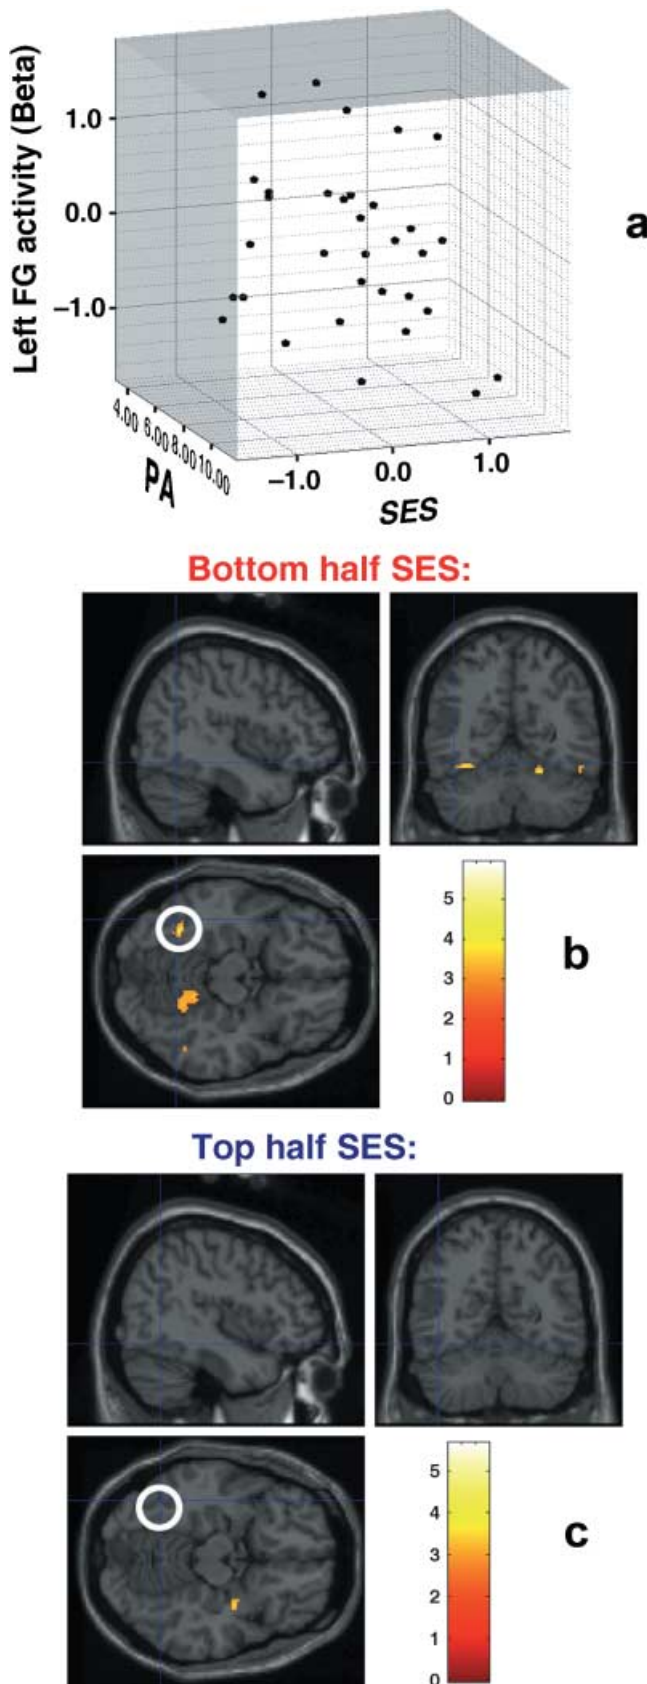 Left FG activity (Beta)
1.0
0.0
−1.0
4.00 6.00 8.00 10.00
PA
−1.0 0.0 1.0
SES
a
Bottom half SES:
5
4
3
2
1
0
b
Top half SES:
5
4
3
2
1
0
c